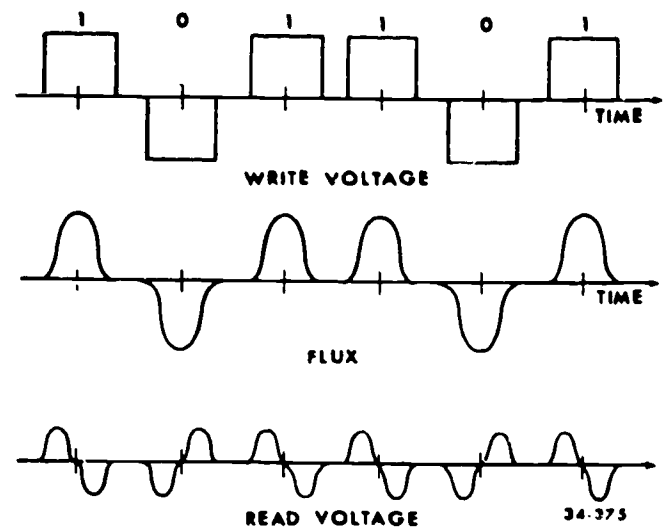 1 0 1 1 0 1
TIME
WRITE VOLTAGE
TIME
FLUX
34-375
READ VOLTAGE